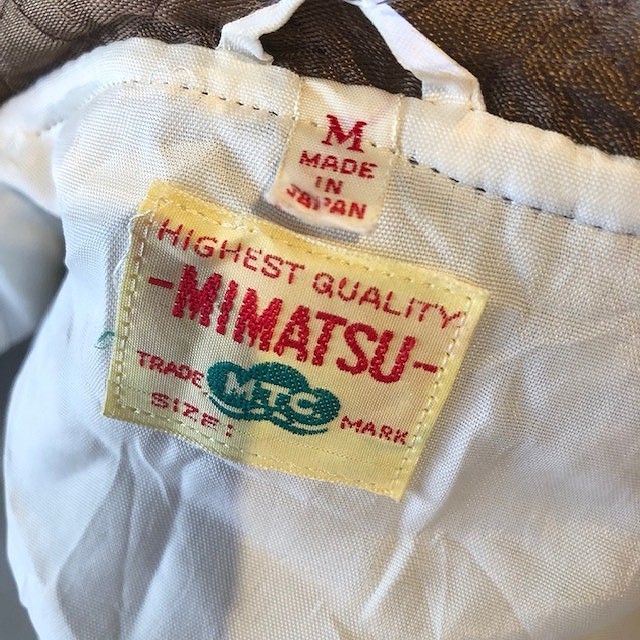 M
MADE
IN
JAPAN
HIGHEST QUALITY
-MIMATSU-
TRADE M.T.C. MARK
SIZE: